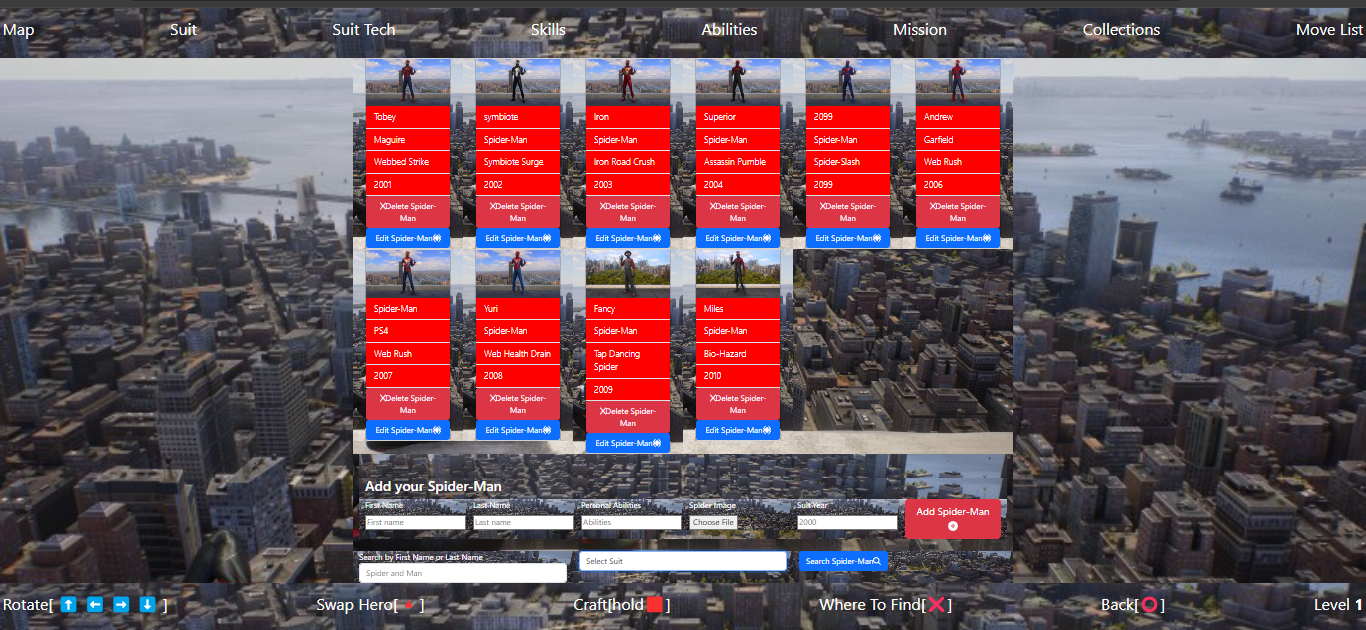 Map Suit Suit Tech Skills Abilities Mission Collections Move List
Tobey symbiote Iron Superior 2099 Andrew
Maguire Spider-Man Spider-Man Spider-Man Spider-Man Garfield
Webbed Strike Symbiote Surge Iron Road Crush Assassin Pumble Spider-Slash Web Rush
2001 2002 2003 2004 2099 2006
XDelete Spider- XDelete Spider- XDelete Spider- XDelete Spider- XDelete Spider- XDelete Spider-
Man Man Man Man Man Man
Edit Spider-Man Edit Spider-Man Edit Spider-Man Edit Spider-Man Edit Spider-Man Edit Spider-Man
Spider-Man Yuri Fancy Miles
PS4 Spider-Man Spider-Man Spider-Man
Web Rush Web Health Drain Tap Dancing Bio-Hazard
Spider
2007 2008 2009 2010
XDelete Spider- XDelete Spider- XDelete Spider- XDelete Spider-
Man Man Man Man
Edit Spider-Man Edit Spider-Man Edit Spider-Man Edit Spider-Man
Add your Spider-Man
First Name Last Name Personal Abilities Spider Image Suit Year
First name Last name Abilities Choose File 2000 Add Spider-Man
Search by First Name or Last Name
Spider and Man Select Suit Search Spider-Man
Rotate[ ↑ ← → ↓ ] Swap Hero[ ] Craft[hold ] Where To Find[ ] Back[ ] Level 1